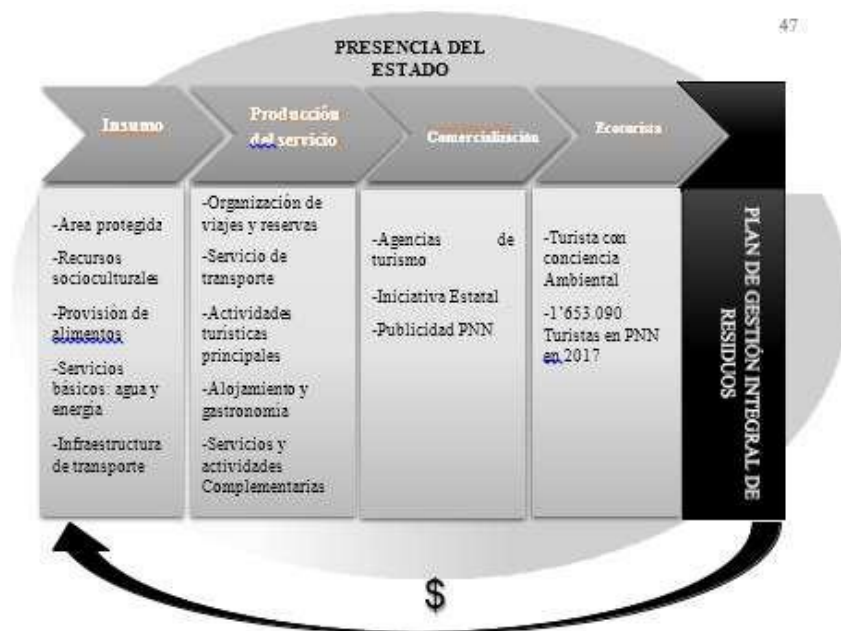 47
PRESENCIA DEL
ESTADO
Insumo
Producción
del servicio
Comercialización
Ecoturista
-Area protegida
-Recursos
socioculturales
-Provisión de
alimentos
-Servicios
básicos: agua y
energía
-Infraestructura
de transporte
-Organización de
viajes y reservas
-Servicio de
transporte
-Actividades
turísticas
principales
-Alojamiento y
gastronomía
-Servicios y
actividades
Complementarias
-Agencias de
turismo
-Iniciativa Estatal
-Publicidad PNN
-Turista con
conciencia
Ambiental
-1’653.090
Turistas en PNN
en 2017
PLAN DE GESTIÓN INTEGRAL DE
RESIDUOS
$